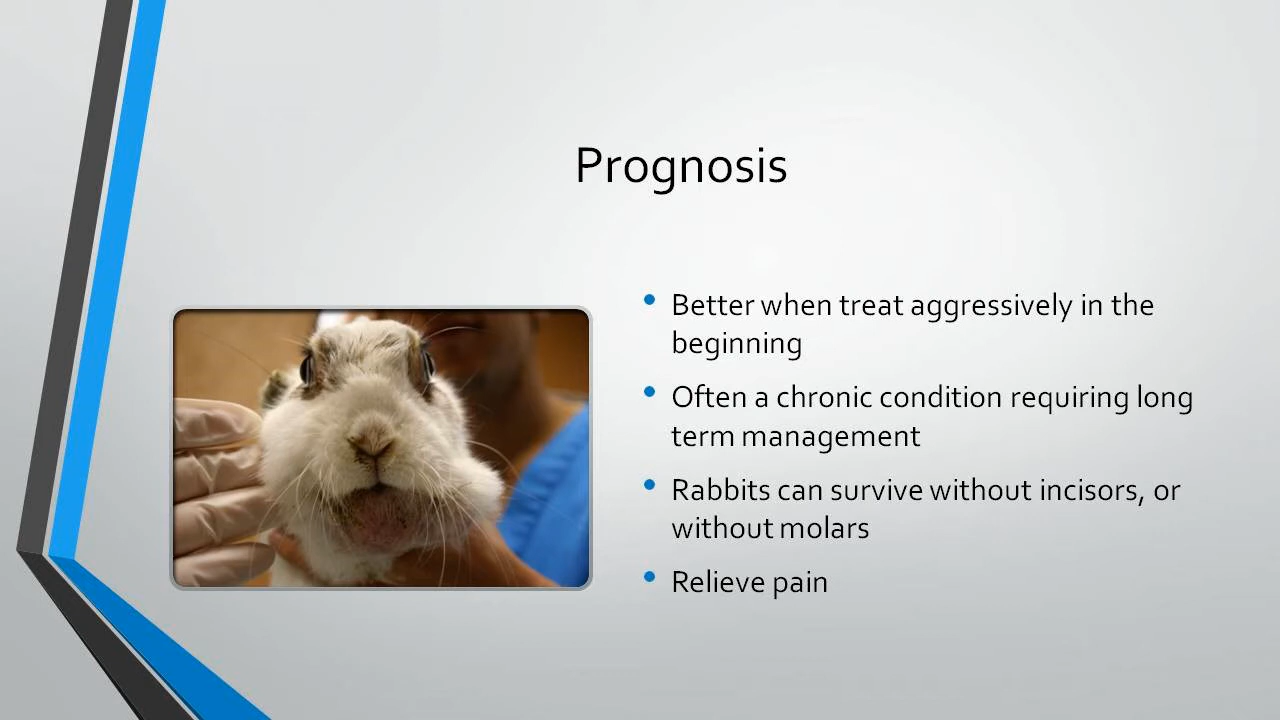 Prognosis
• Better when treat aggressively in the
beginning
• Often a chronic condition requiring long
term management
• Rabbits can survive without incisors, or
without molars
• Relieve pain